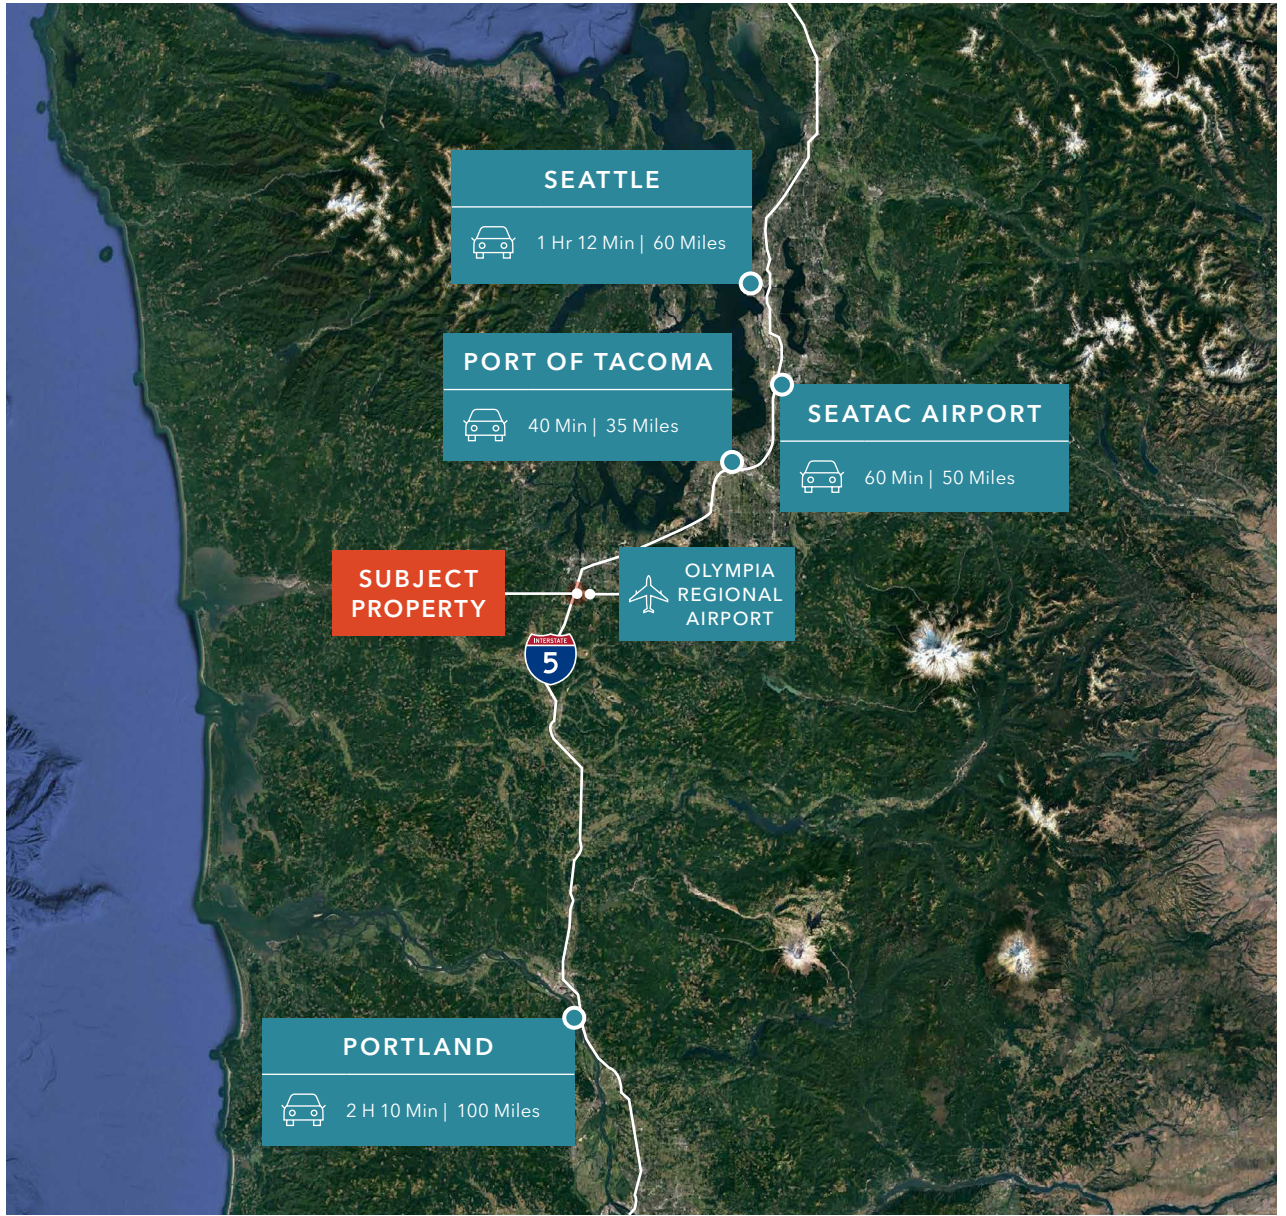 SEATTLE
1 Hr 12 Min | 60 Miles
PORT OF TACOMA
40 Min | 35 Miles
SEATAC AIRPORT
60 Min | 50 Miles
SUBJECT
PROPERTY
OLYMPIA
REGIONAL
AIRPORT
INTERSTATE
5
PORTLAND
2 H 10 Min | 100 Miles